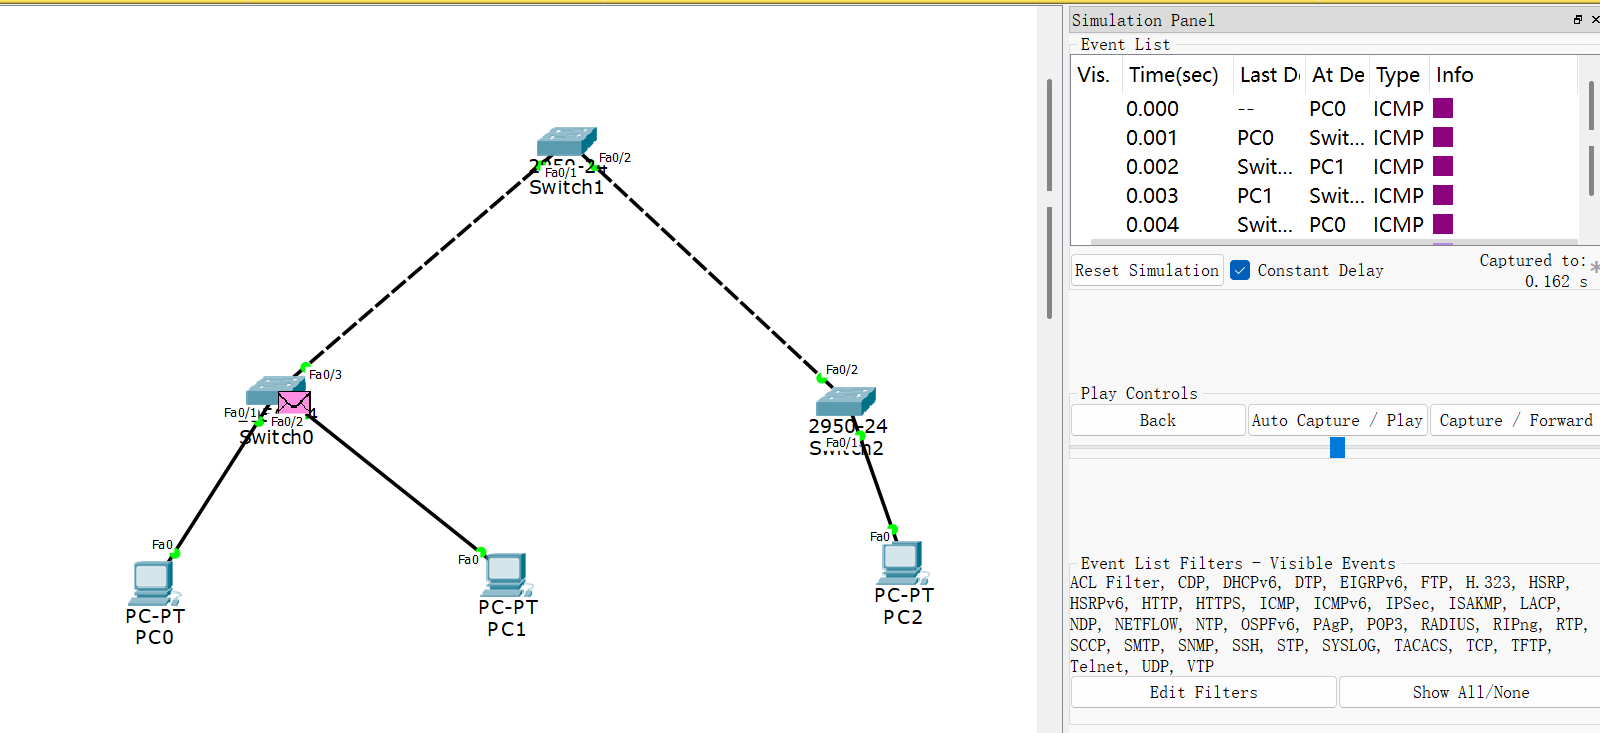 Simulation Panel
Event List
Vis. Time(sec) Last De At De Type Info
0.000 -- PC0 ICMP
0.001 PC0 Swit... ICMP
0.002 Swit... PC1 ICMP
0.003 PC1 Swit... ICMP
0.004 Swit... PC0 ICMP
Reset Simulation Constant Delay Captured to:
0.162 s
Play Controls
Back Auto Capture / Play Capture / Forward
Event List Filters - Visible Events
ACL Filter, CDP, DHCPv6, DTP, EIGRPv6, FTP, H.323, HSRP,
HSRPv6, HTTP, HTTPS, ICMP, ICMPv6, IPSec, ISAKMP, LACP,
NDP, NETFLOW, NTP, OSPFv6, PAgP, POP3, RADIUS, RIPng, RTP,
SCCP, SMTP, SNMP, SSH, STP, SYSLOG, TACACS, TCP, TFTP,
Telnet, UDP, VTP
Edit Filters Show All/None
Fa0/2
2950-24
Fa0/1
Switch1
Fa0/3
Fa0/1
Fa0/2
Switch0
Fa0/2
2950-24
Fa0/1
Switch2
Fa0
PC-PT
PC0
Fa0
PC-PT
PC1
Fa0
PC-PT
PC2